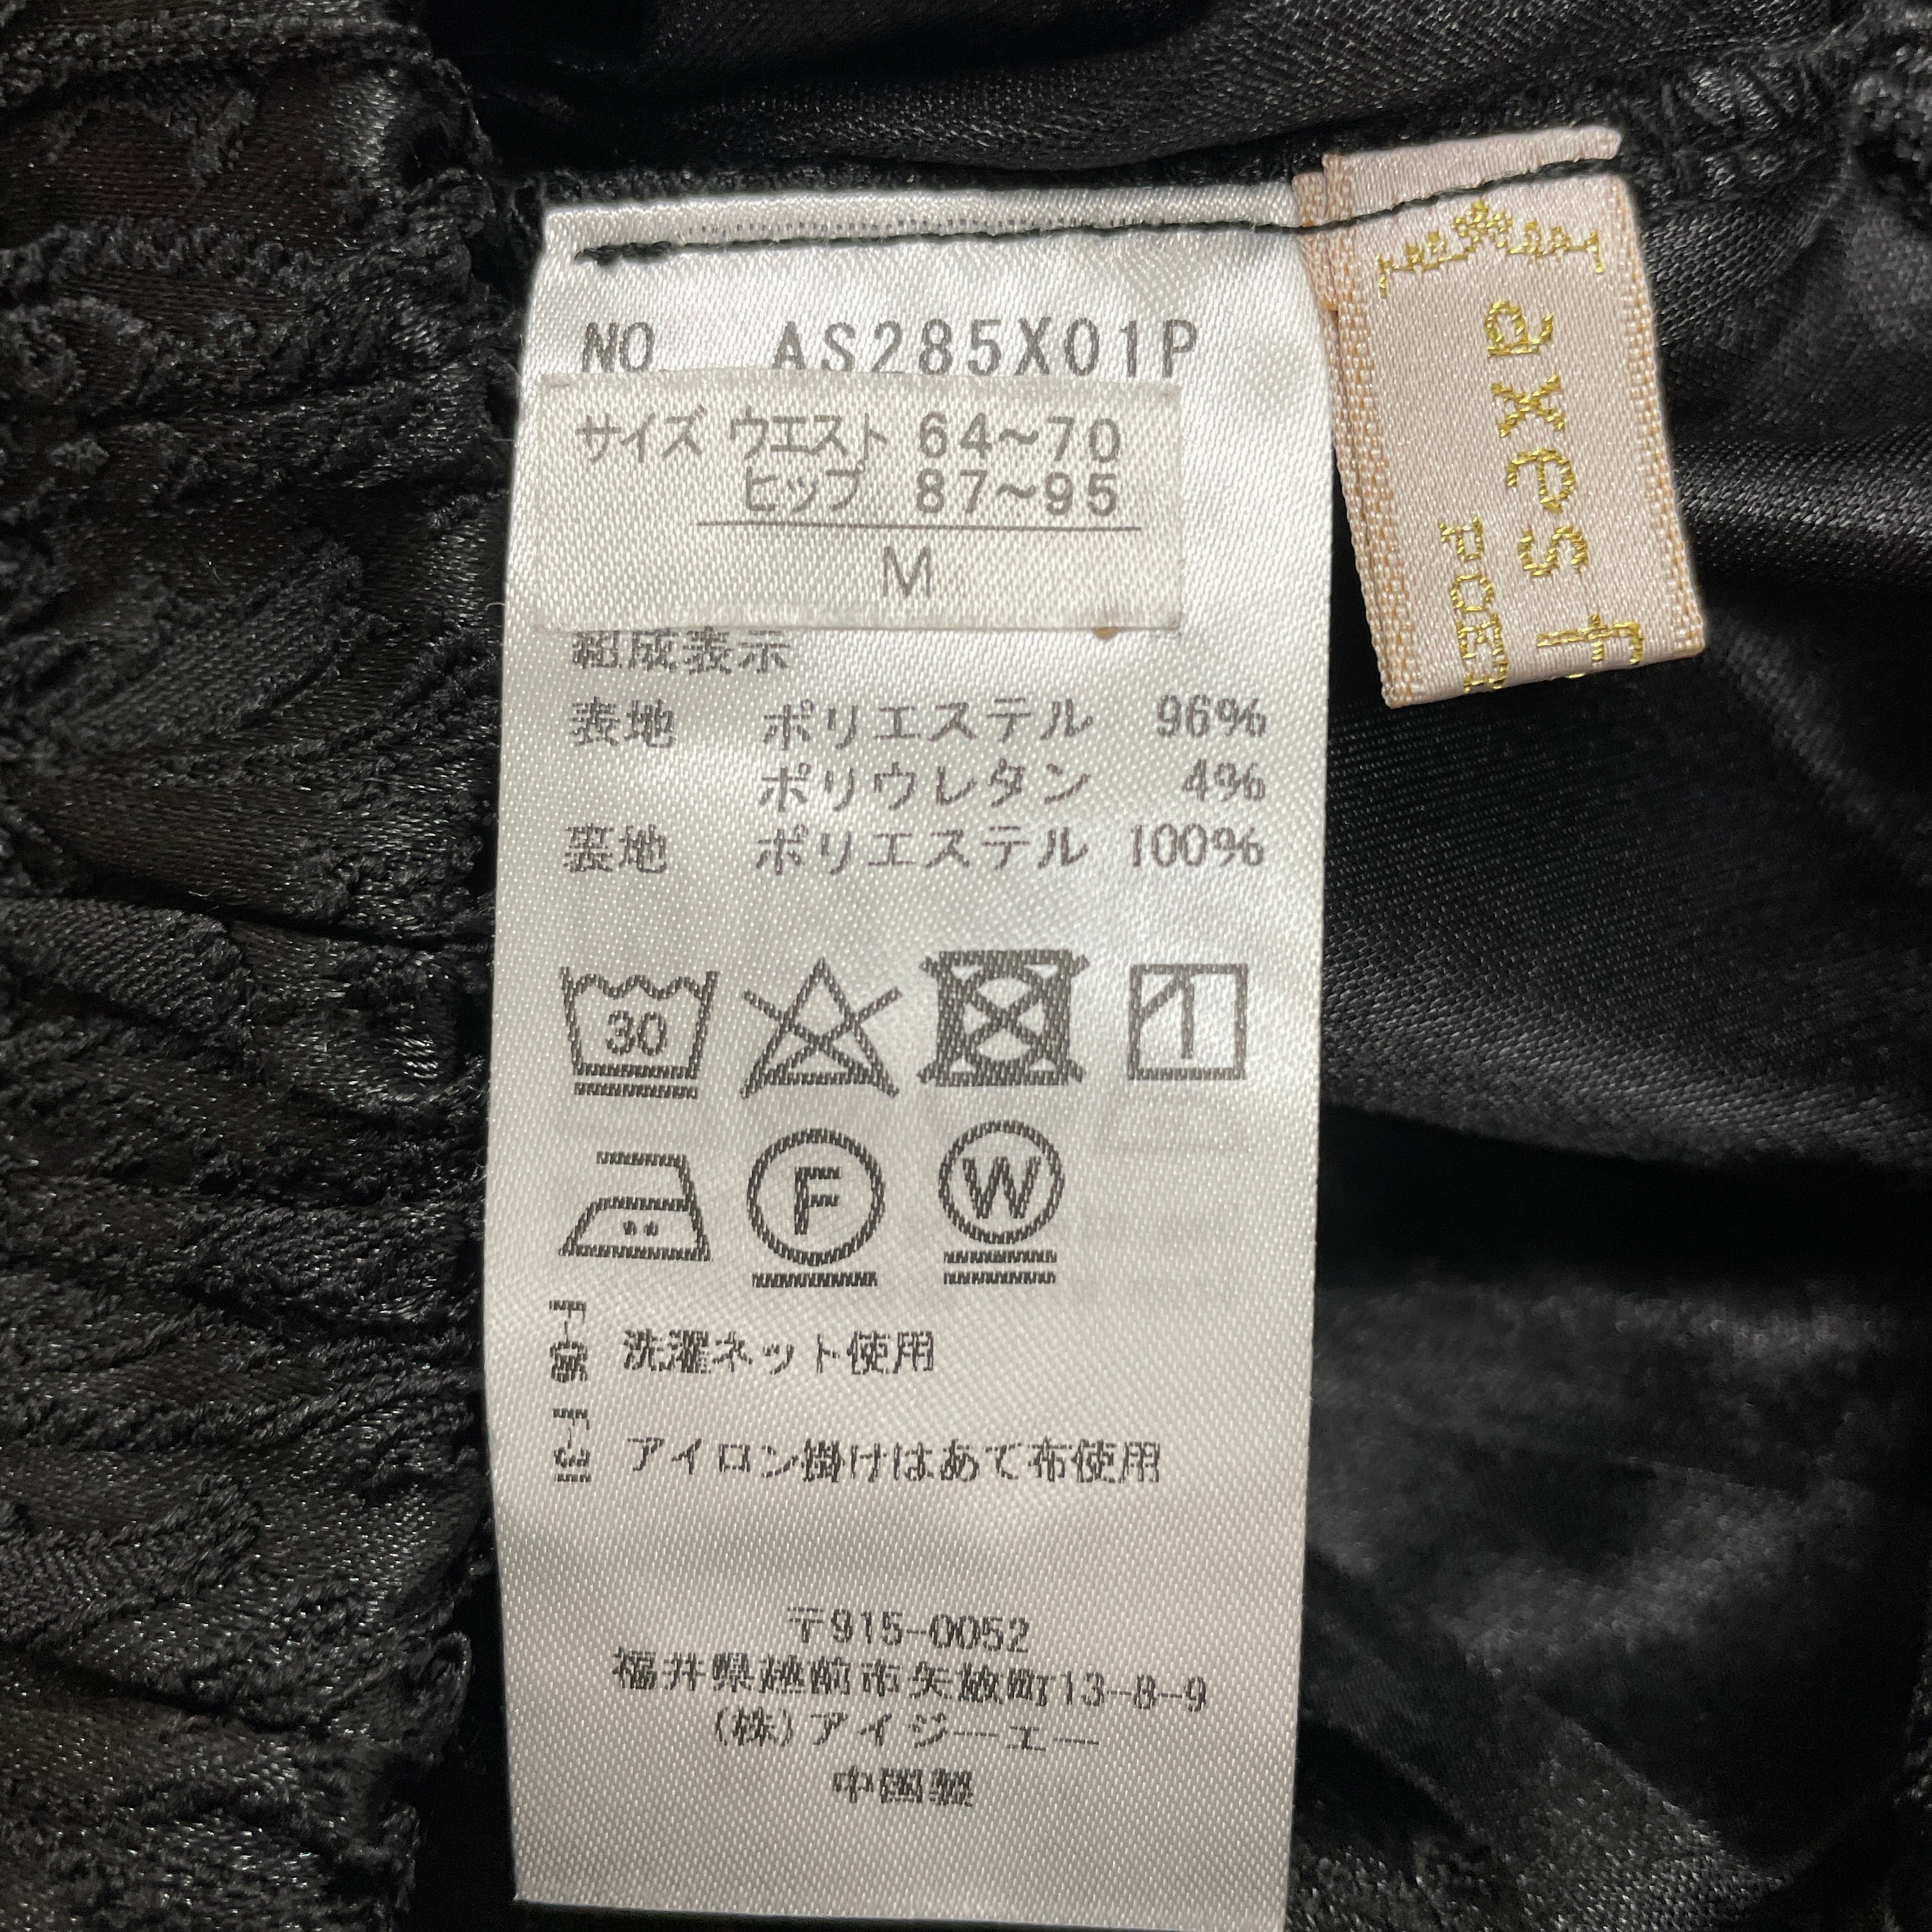 NO AS285X01P
サイズ ウエスト 64~70
ヒップ 87~95
M
組成表示
表地 ポリエステル 96%
ポリウレタン 4%
裏地 ポリエステル 100%
30
F
W
洗濯ネット使用
アイロン掛けはあて布使用
〒915-0052
福井県越前市矢放町13-8-9
(株)アイジーエー
中国製
axes f
POE